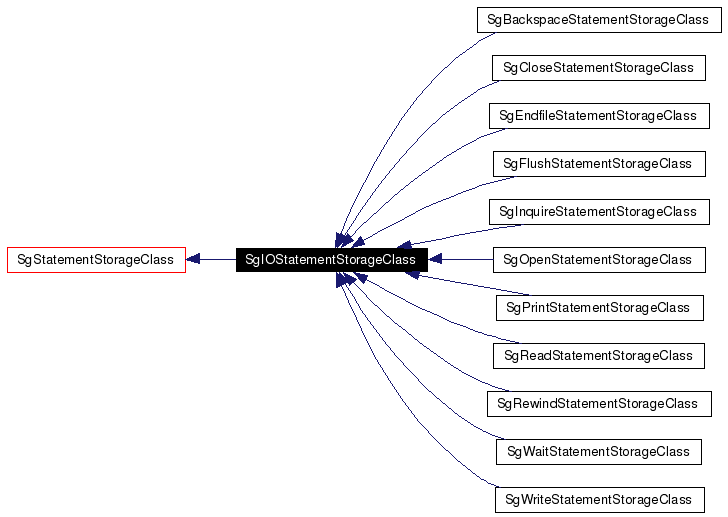 SgBackspaceStatementStorageClass
SgCloseStatementStorageClass
SgEndfileStatementStorageClass
SgFlushStatementStorageClass
SgInquireStatementStorageClass
SgStatementStorageClass
SgIOStatementStorageClass
SgOpenStatementStorageClass
SgPrintStatementStorageClass
SgReadStatementStorageClass
SgRewindStatementStorageClass
SgWaitStatementStorageClass
SgWriteStatementStorageClass